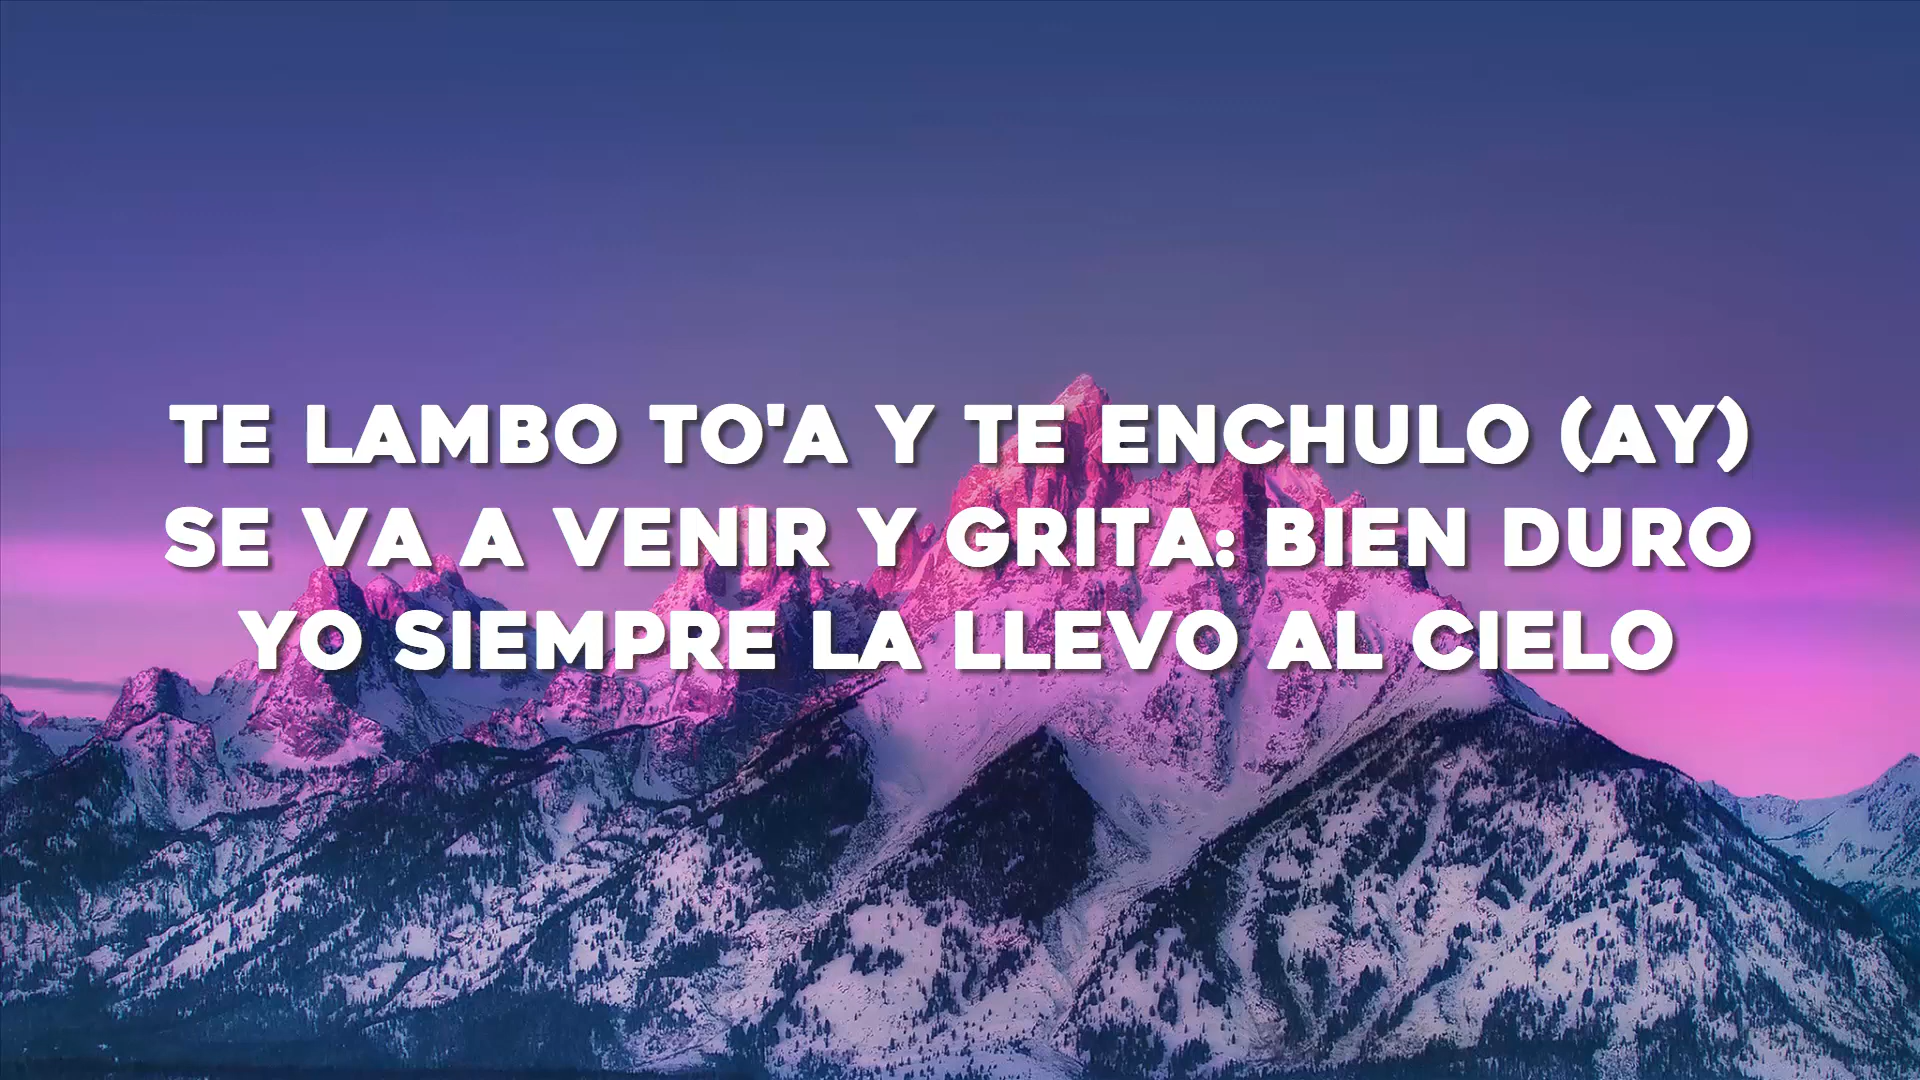 TE LAMBO TO'A Y TE ENCHULO (AY)
SE VA A VENIR Y GRITA: BIEN DURO
YO SIEMPRE LA LLEVO AL CIELO